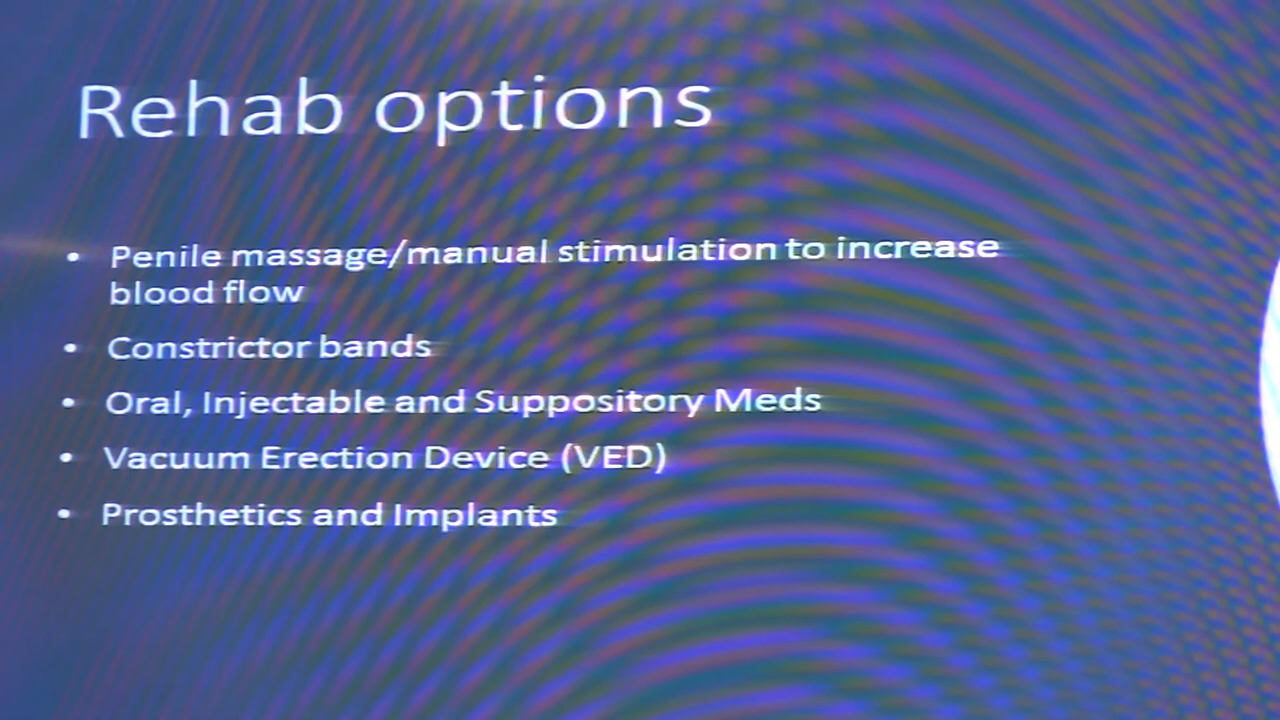 Rehab options
• Penile massage/manual stimulation to increase
blood flow
• Constrictor bands
• Oral, Injectable and Suppository Meds
• Vacuum Erection Device (VED)
• Prosthetics and Implants